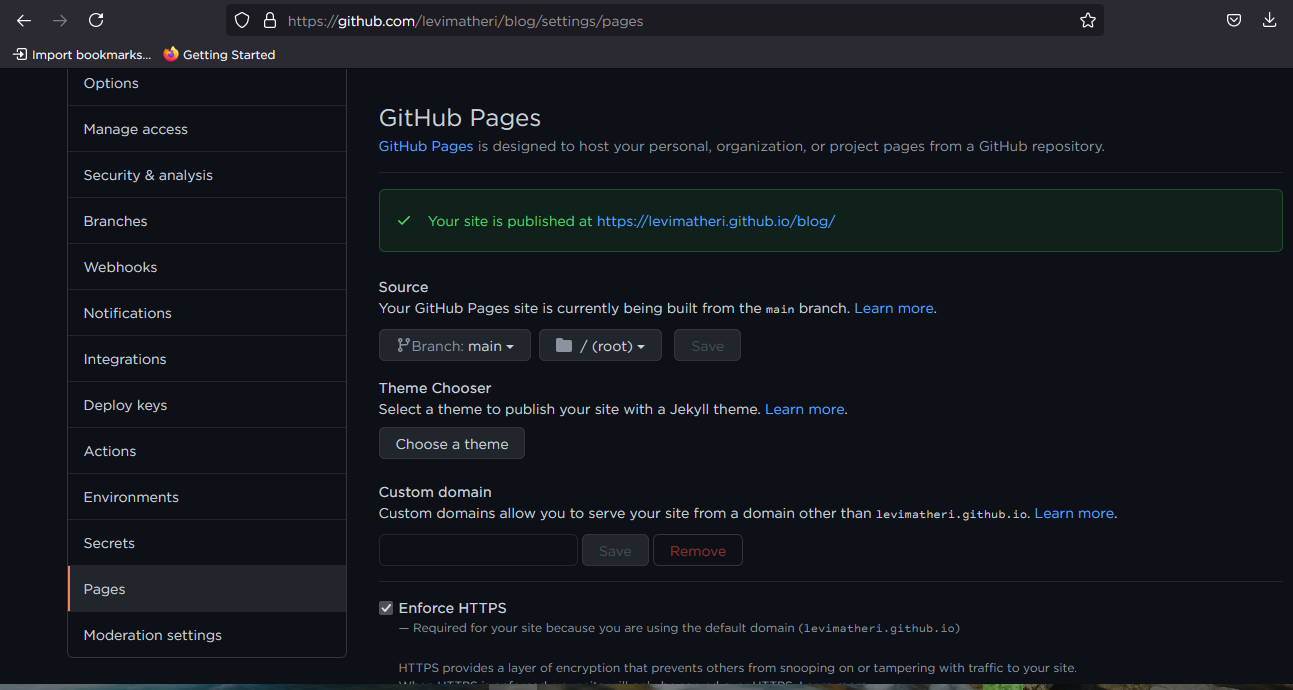 https://github.com/levimatheri/blog/settings/pages
Import bookmarks... Getting Started
Options
Manage access
Security & analysis
Branches
Webhooks
Notifications
Integrations
Deploy keys
Actions
Environments
Secrets
Pages
Moderation settings
GitHub Pages
GitHub Pages is designed to host your personal, organization, or project pages from a GitHub repository.
Your site is published at https://levimatheri.github.io/blog/
Source
Your GitHub Pages site is currently being built from the main branch. Learn more.
Branch: main / (root) Save
Theme Chooser
Select a theme to publish your site with a Jekyll theme. Learn more.
Choose a theme
Custom domain
Custom domains allow you to serve your site from a domain other than levimatheri.github.io. Learn more.
Save Remove
Enforce HTTPS
— Required for your site because you are using the default domain (levimatheri.github.io)
HTTPS provides a layer of encryption that prevents others from snooping on or tampering with traffic to your site.